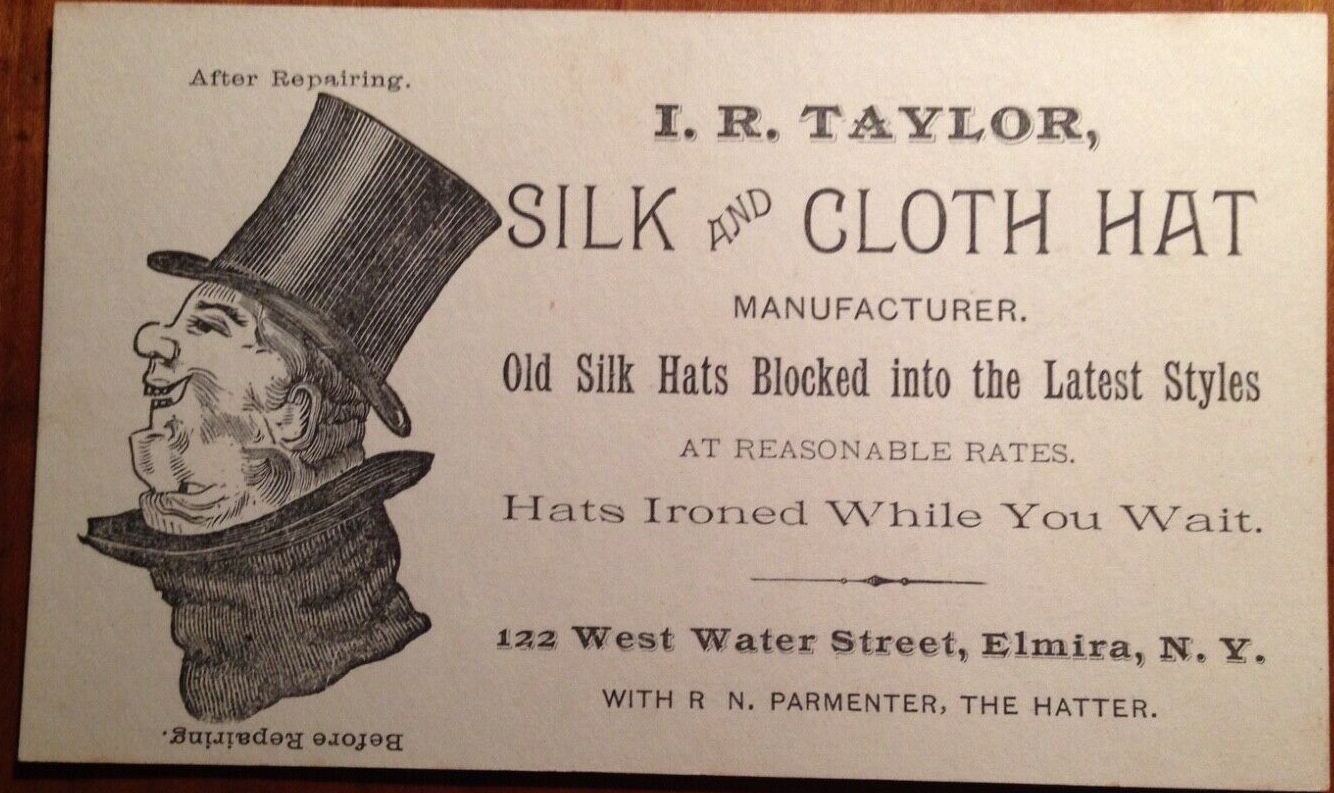 After Repairing.
I. R. TAYLOR,
SILK AND CLOTH HAT
MANUFACTURER.
Old Silk Hats Blocked into the Latest Styles
AT REASONABLE RATES.
Hats Ironed While You Wait.
122 West Water Street, Elmira, N. Y.
WITH R N. PARMENTER, THE HATTER.
Before Repairing.